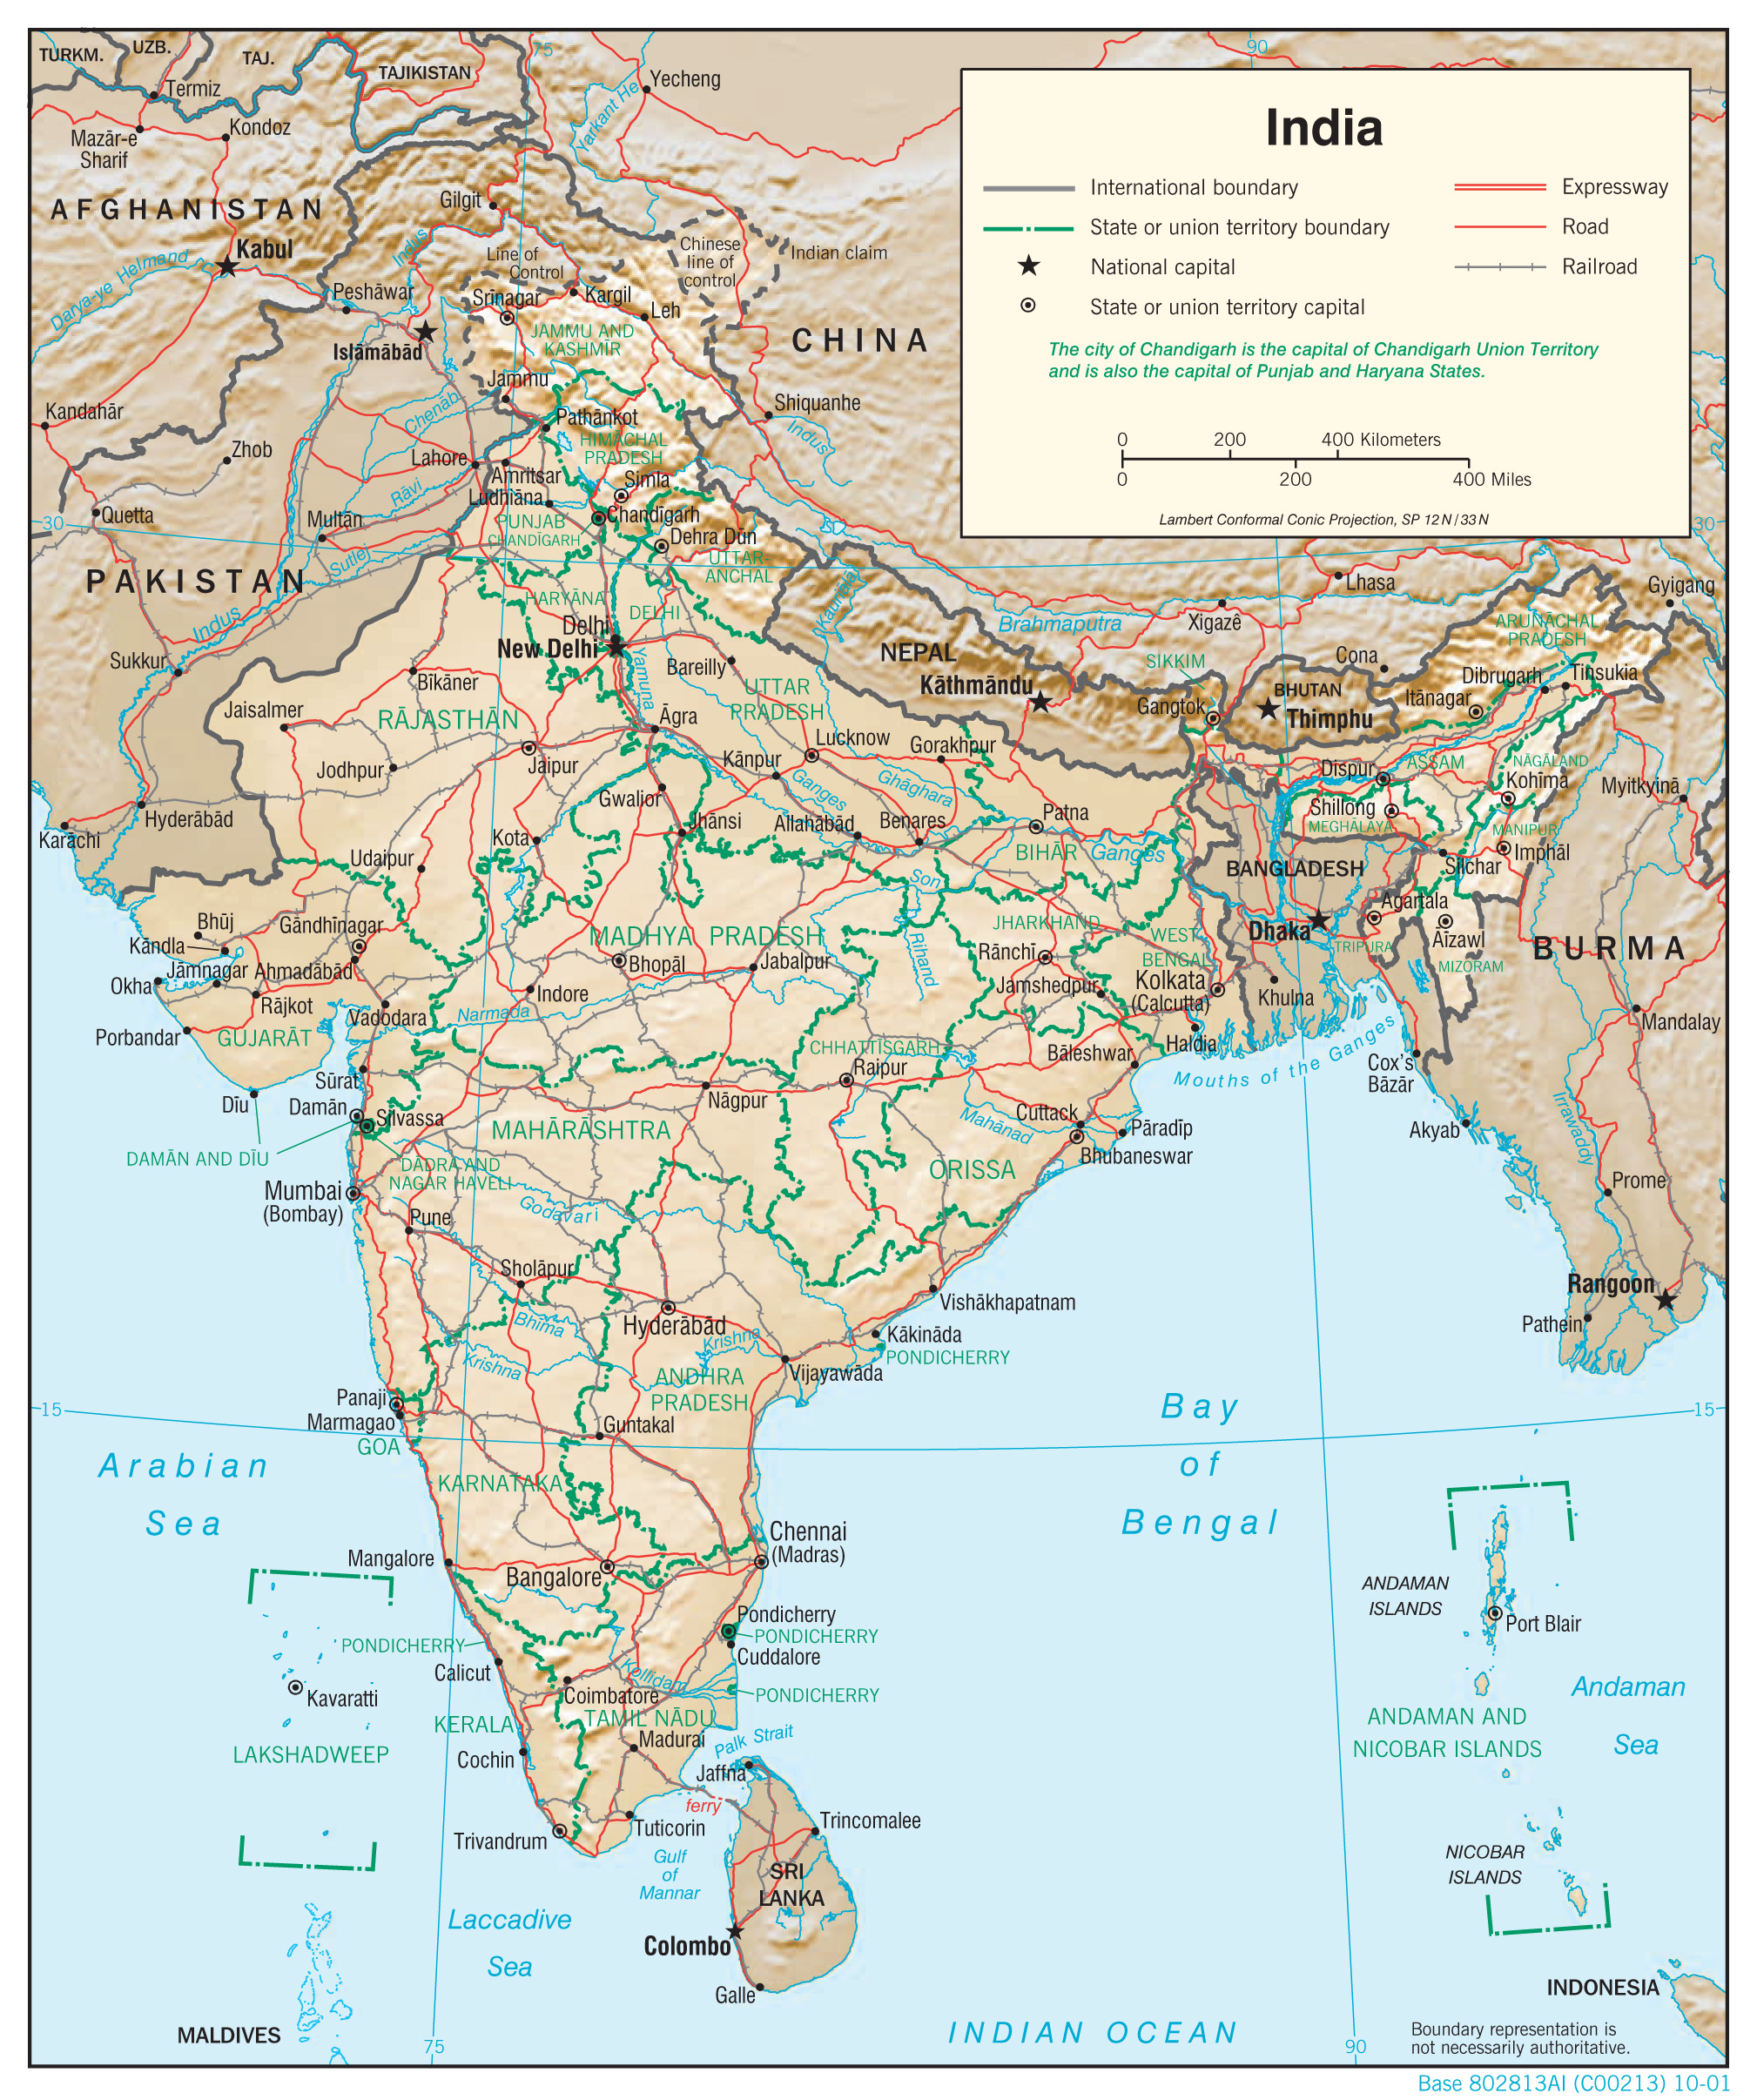 TURKM.
UZB.
TAJ.
TAJIKISTAN
75
90
Termiz
Yecheng
Yarkant He
Mazār-e
Sharif
Kondoz
AFGHANISTAN
Gilgit
Kabul
Indus
Line of
Control
Chinese
line of
control
Indian claim
Darya-ye Helmand
Peshāwar
Srīnagar
Kargil
Leh
Islāmābād
JAMMU AND
KASHMĪR
CHINA
Jammu
Kandahār
Chenāb
Pathānkot
Shiquanhe
Indus
Zhob
Lahore
HIMĀCHAL
PRADESH
Amritsar
Simla
Ludhiāna
Rāvi
Quetta
Multān
PUNJAB
CHANDĪGARH
Chandīgarh
Dehra Dūn
30
30
Sutlej
UTTAR-
ANCHAL
PAKISTAN
India
International boundary
State or union territory boundary
National capital
State or union territory capital
Expressway
Road
Railroad
The city of Chandigarh is the capital of Chandigarh Union Territory
and is also the capital of Punjab and Haryana States.
0 200 400 Kilometers
0 200 400 Miles
Lambert Conformal Conic Projection, SP 12 N / 33 N
HARYĀNA
DELHI
Delhi
New Delhi
Indus
Sukkur
Yamuna
Bareilly
NEPAL
Kāthmāndu
Brahmaputra
Xigazê
Lhasa
Gyigang
ARUNĀCHAL
PRADESH
SIKKIM
Cona
Dibrugarh
Tinsukia
BHUTAN
Thimphu
Itānagar
Gangtok
Bīkāner
Jaisalmer
RĀJASTHĀN
UTTAR
PRADESH
Āgra
Lucknow
Gorakhpur
Jaipur
Jodhpur
Kānpur
Ganges
Ghaghara
Gwalior
Dispur
ASSAM
NĀGĀLAND
Kohīma
Myitkyinā
Shillong
MEGHĀLAYA
Karāchi
Hyderābād
Jhānsi
Allahābād
Benares
Patna
Kota
Udaipur
BIHĀR
Ganges
MANIPUR
Imphāl
Silchar
BANGLADESH
Son
Rihand
Agartala
Bhūj
Kāndla
Gāndhīnagar
JHARKHAND
WEST
BENGAL
Dhaka
TRIPURA
Āīzawl
MIZORAM
BURMA
MADHYA PRADESH
Rānchī
Okha
Jāmnagar
Ahmadābād
Bhopāl
Jabalpur
Jamshedpur
Kolkata
(Calcutta)
Khulna
Rājkot
Indore
Vadodara
Narmada
Mandalay
Porbandar
GUJARĀT
CHHATTĪSGARH
Bāleshwar
Haldia
Mouths of the Ganges
Cox's
Bāzār
Raipur
Sūrat
Dīu
Damān
Silvassa
Nāgpur
Irrawaddy
Mahānad
Cuttack
Pāradīp
Akyab
DAMĀN AND DĪU
MAHĀRĀSHTRA
Bhubaneswar
DĀDRA AND
NAGAR HAVELI
ORISSA
Prome
Mumbai
(Bombay)
Godavari
Pune
Sholāpur
Rangoon
Vishākhapatnam
Bhīma
Hyderābād
Krishna
Kākināda
PONDICHERRY
Pathein
Krishna
ANDHRA
PRADESH
Vijayawāda
Panaji
Marmagao
15
15
Guntakal
GOA
Bay
of
Bengal
Arabian
Sea
KARNATAKA
Chennai
(Madras)
Mangalore
Bangalore
ANDAMAN
ISLANDS
Port Blair
Pondicherry
PONDICHERRY
PONDICHERRY
Cuddalore
Calicut
Kollidam
Kavaratti
Coimbatore
PONDICHERRY
Andaman
Sea
KERALA
TAMIL NĀDU
ANDAMAN AND
NICOBAR ISLANDS
LAKSHADWEEP
Madurai
Palk Strait
Cochin
Jaffna
ferry
Trivandrum
Tuticorin
Trincomalee
Gulf
of
Mannar
SRI
LANKA
NICOBAR
ISLANDS
Laccadive
Sea
Colombo
Galle
INDONESIA
MALDIVES
INDIAN OCEAN
75
90
Boundary representation is
not necessarily authoritative.
Base 802813AI (C00213) 10-01